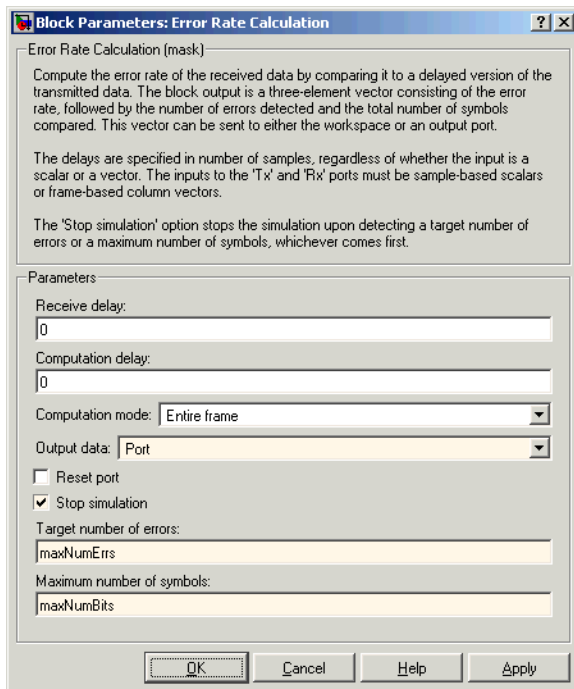 Block Parameters: Error Rate Calculation
Error Rate Calculation (mask)
Compute the error rate of the received data by comparing it to a delayed version of the
transmitted data. The block output is a three-element vector consisting of the error
rate, followed by the number of errors detected and the total number of symbols
compared. This vector can be sent to either the workspace or an output port.
The delays are specified in number of samples, regardless of whether the input is a
scalar or a vector. The inputs to the 'Tx' and 'Rx' ports must be sample-based scalars
or frame-based column vectors.
The 'Stop simulation' option stops the simulation upon detecting a target number of
errors or a maximum number of symbols, whichever comes first.
Parameters
Receive delay:
0
Computation delay:
0
Computation mode: Entire frame
Output data: Port
Reset port
Stop simulation
Target number of errors:
maxNumErrs
Maximum number of symbols:
maxNumBits
OK Cancel Help Apply